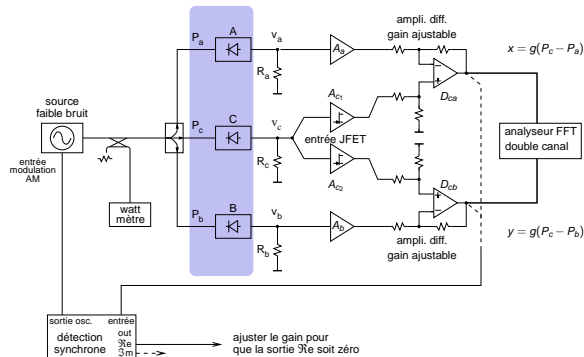 ampli. diff.
gain ajustable
A
P_a
v_a
A_a
R_a
x = g(P_c − P_a)
D_ca
source
faible bruit
C
P_c
v_c
A_c1
entrée JFET
R_c
A_c2
analyseur FFT
double canal
entrée
modulation
AM
watt
mètre
B
P_b
v_b
A_b
R_b
D_cb
ampli. diff.
gain ajustable
y = g(P_c − P_b)
sortie osc.
entrée
out
détection
synchrone
ℜe
ℑm
ajuster le gain pour
que la sortie ℜe soit zéro